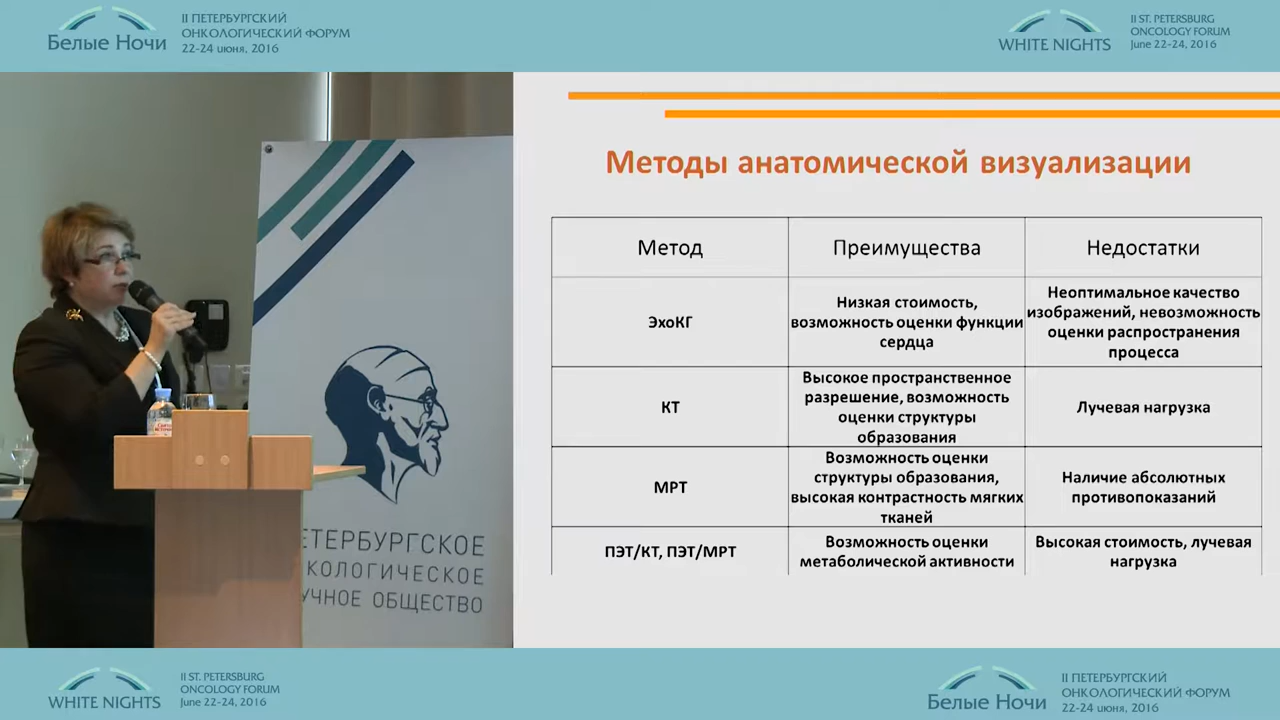 II ПЕТЕРБУРГСКИЙ
ОНКОЛОГИЧЕСКИЙ ФОРУМ
Белые Ночи
22-24 июня, 2016
II ST. PETERSBURG
ONCOLOGY FORUM
WHITE NIGHTS
June 22-24, 2016
Методы анатомической визуализации
Метод
Преимущества
Недостатки
ЭхоКГ
Низкая стоимость,
возможность оценки функции
сердца
Неоптимальное качество
изображений, невозможность
оценки распространения
процесса
КТ
Высокое пространственное
разрешение, возможность
оценки структуры
образования
Лучевая нагрузка
МРТ
Возможность оценки
структуры образования,
высокая контрастность мягких
тканей
Наличие абсолютных
противопоказаний
ПЭТ/КТ, ПЭТ/МРТ
Возможность оценки
метаболической активности
Высокая стоимость, лучевая
нагрузка
ЕТЕРБУРГСКОЕ
КОЛОГИЧЕСКОЕ
УЧНОЕ ОБЩЕСТВО
II ST. PETERSBURG
ONCOLOGY FORUM
WHITE NIGHTS
June 22-24, 2016
II ПЕТЕРБУРГСКИЙ
ОНКОЛОГИЧЕСКИЙ ФОРУМ
Белые Ночи
22-24 июня, 2016